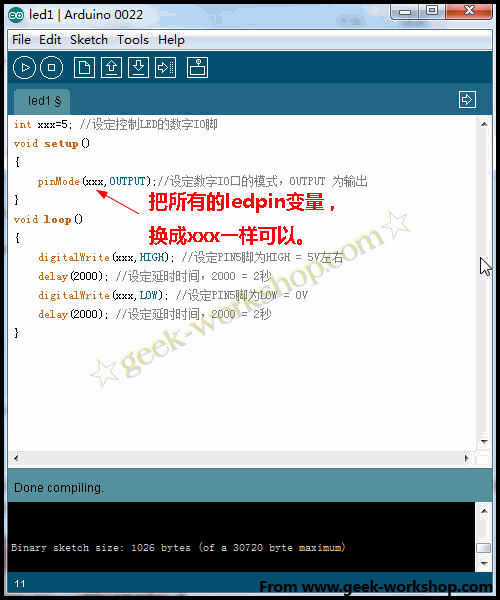 led1 | Arduino 0022
File Edit Sketch Tools Help
led1 §
int xxx=5; //设定控制LED的数字IO脚
void setup()
{
pinMode(xxx,OUTPUT);//设定数字IO口的模式，OUTPUT 为输出
}
把所有的ledpin变量，
换成xxx一样可以。
void loop()
{
digitalWrite(xxx,HIGH); //设定PIN5脚为HIGH = 5V左右
delay(2000); //设定延时时间，2000 = 2秒
digitalWrite(xxx,LOW); //设定PIN5脚为LOW = 0V
delay(2000); //设定延时时间，2000 = 2秒
}
☆geek-workshop.com☆
Done compiling.
Binary sketch size: 1026 bytes (of a 30720 byte maximum)
11
From www.geek-workshop.com